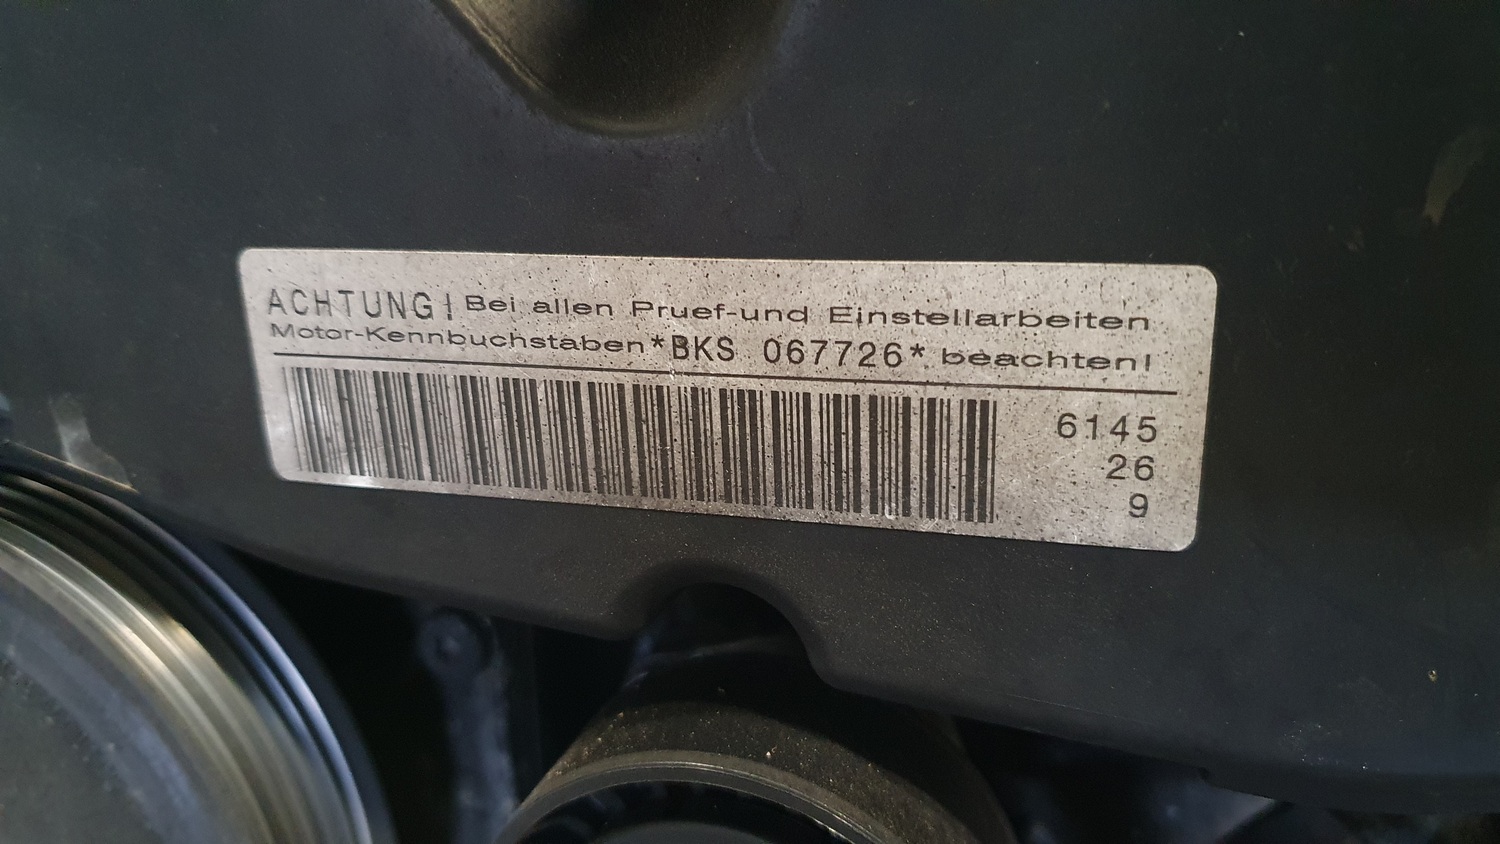 ACHTUNG! Bei allen Pruef-und Einstellarbeiten
Motor-Kennbuchstaben*BKS 067726* beachten!
6145
26
9